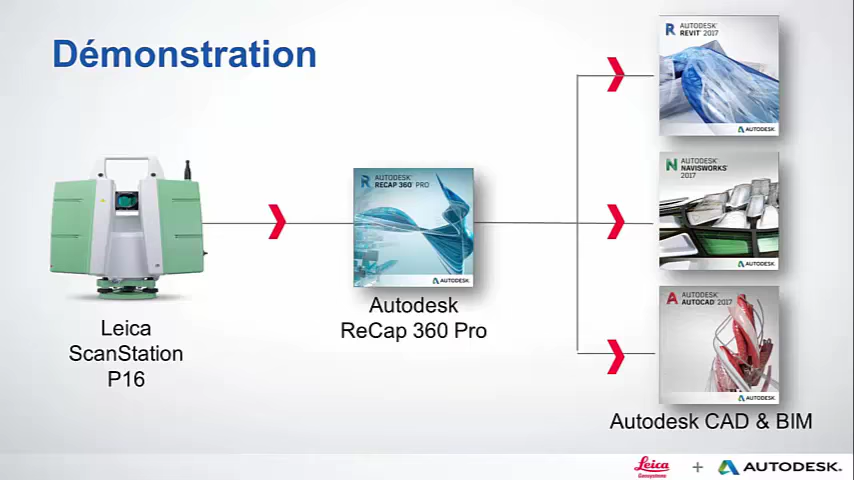 Démonstration
Leica
ScanStation
P16
AUTODESK®
RECAP 360® PRO
AUTODESK.
Autodesk
ReCap 360 Pro
AUTODESK®
REVIT® 2017
AUTODESK.
AUTODESK®
NAVISWORKS®
2017
AUTODESK.
AUTODESK®
AUTOCAD® 2017
AUTODESK.
Autodesk CAD & BIM
Leica
Geosystems
+
AUTODESK.